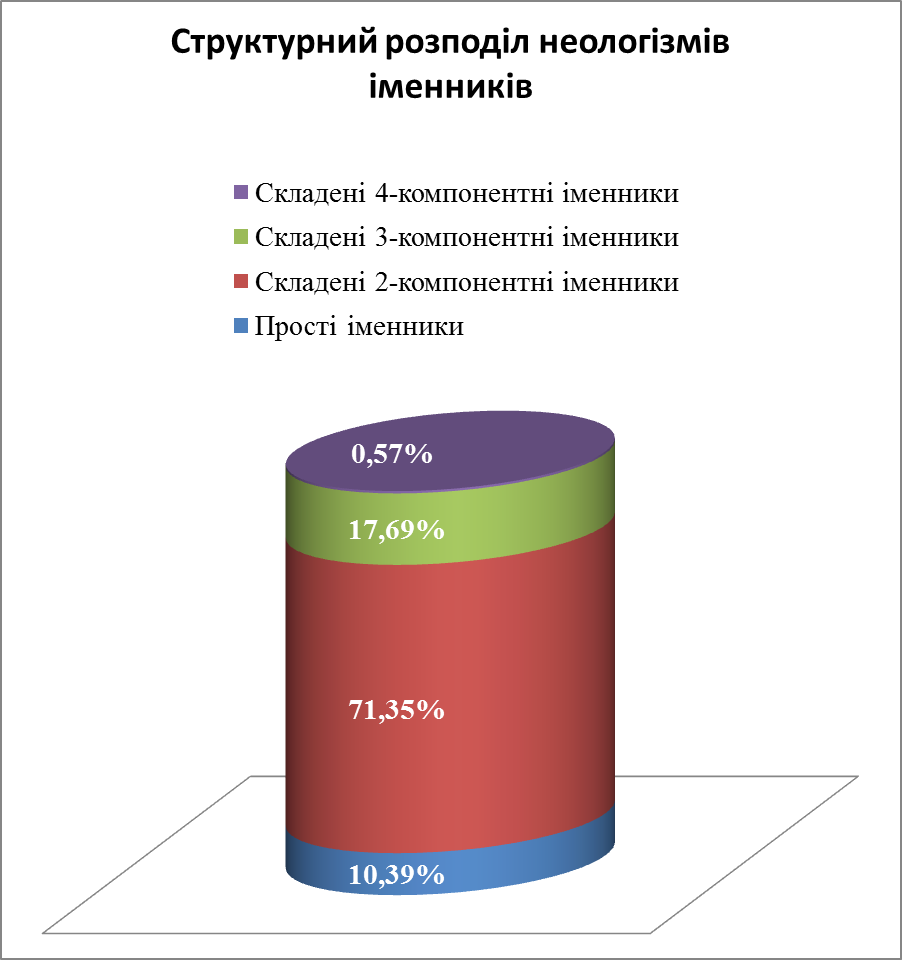 Структурний розподіл неологізмів
іменників
Складені 4-компонентні іменники
Складені 3-компонентні іменники
Складені 2-компонентні іменники
Прості іменники
0,57%
17,69%
71,35%
10,39%